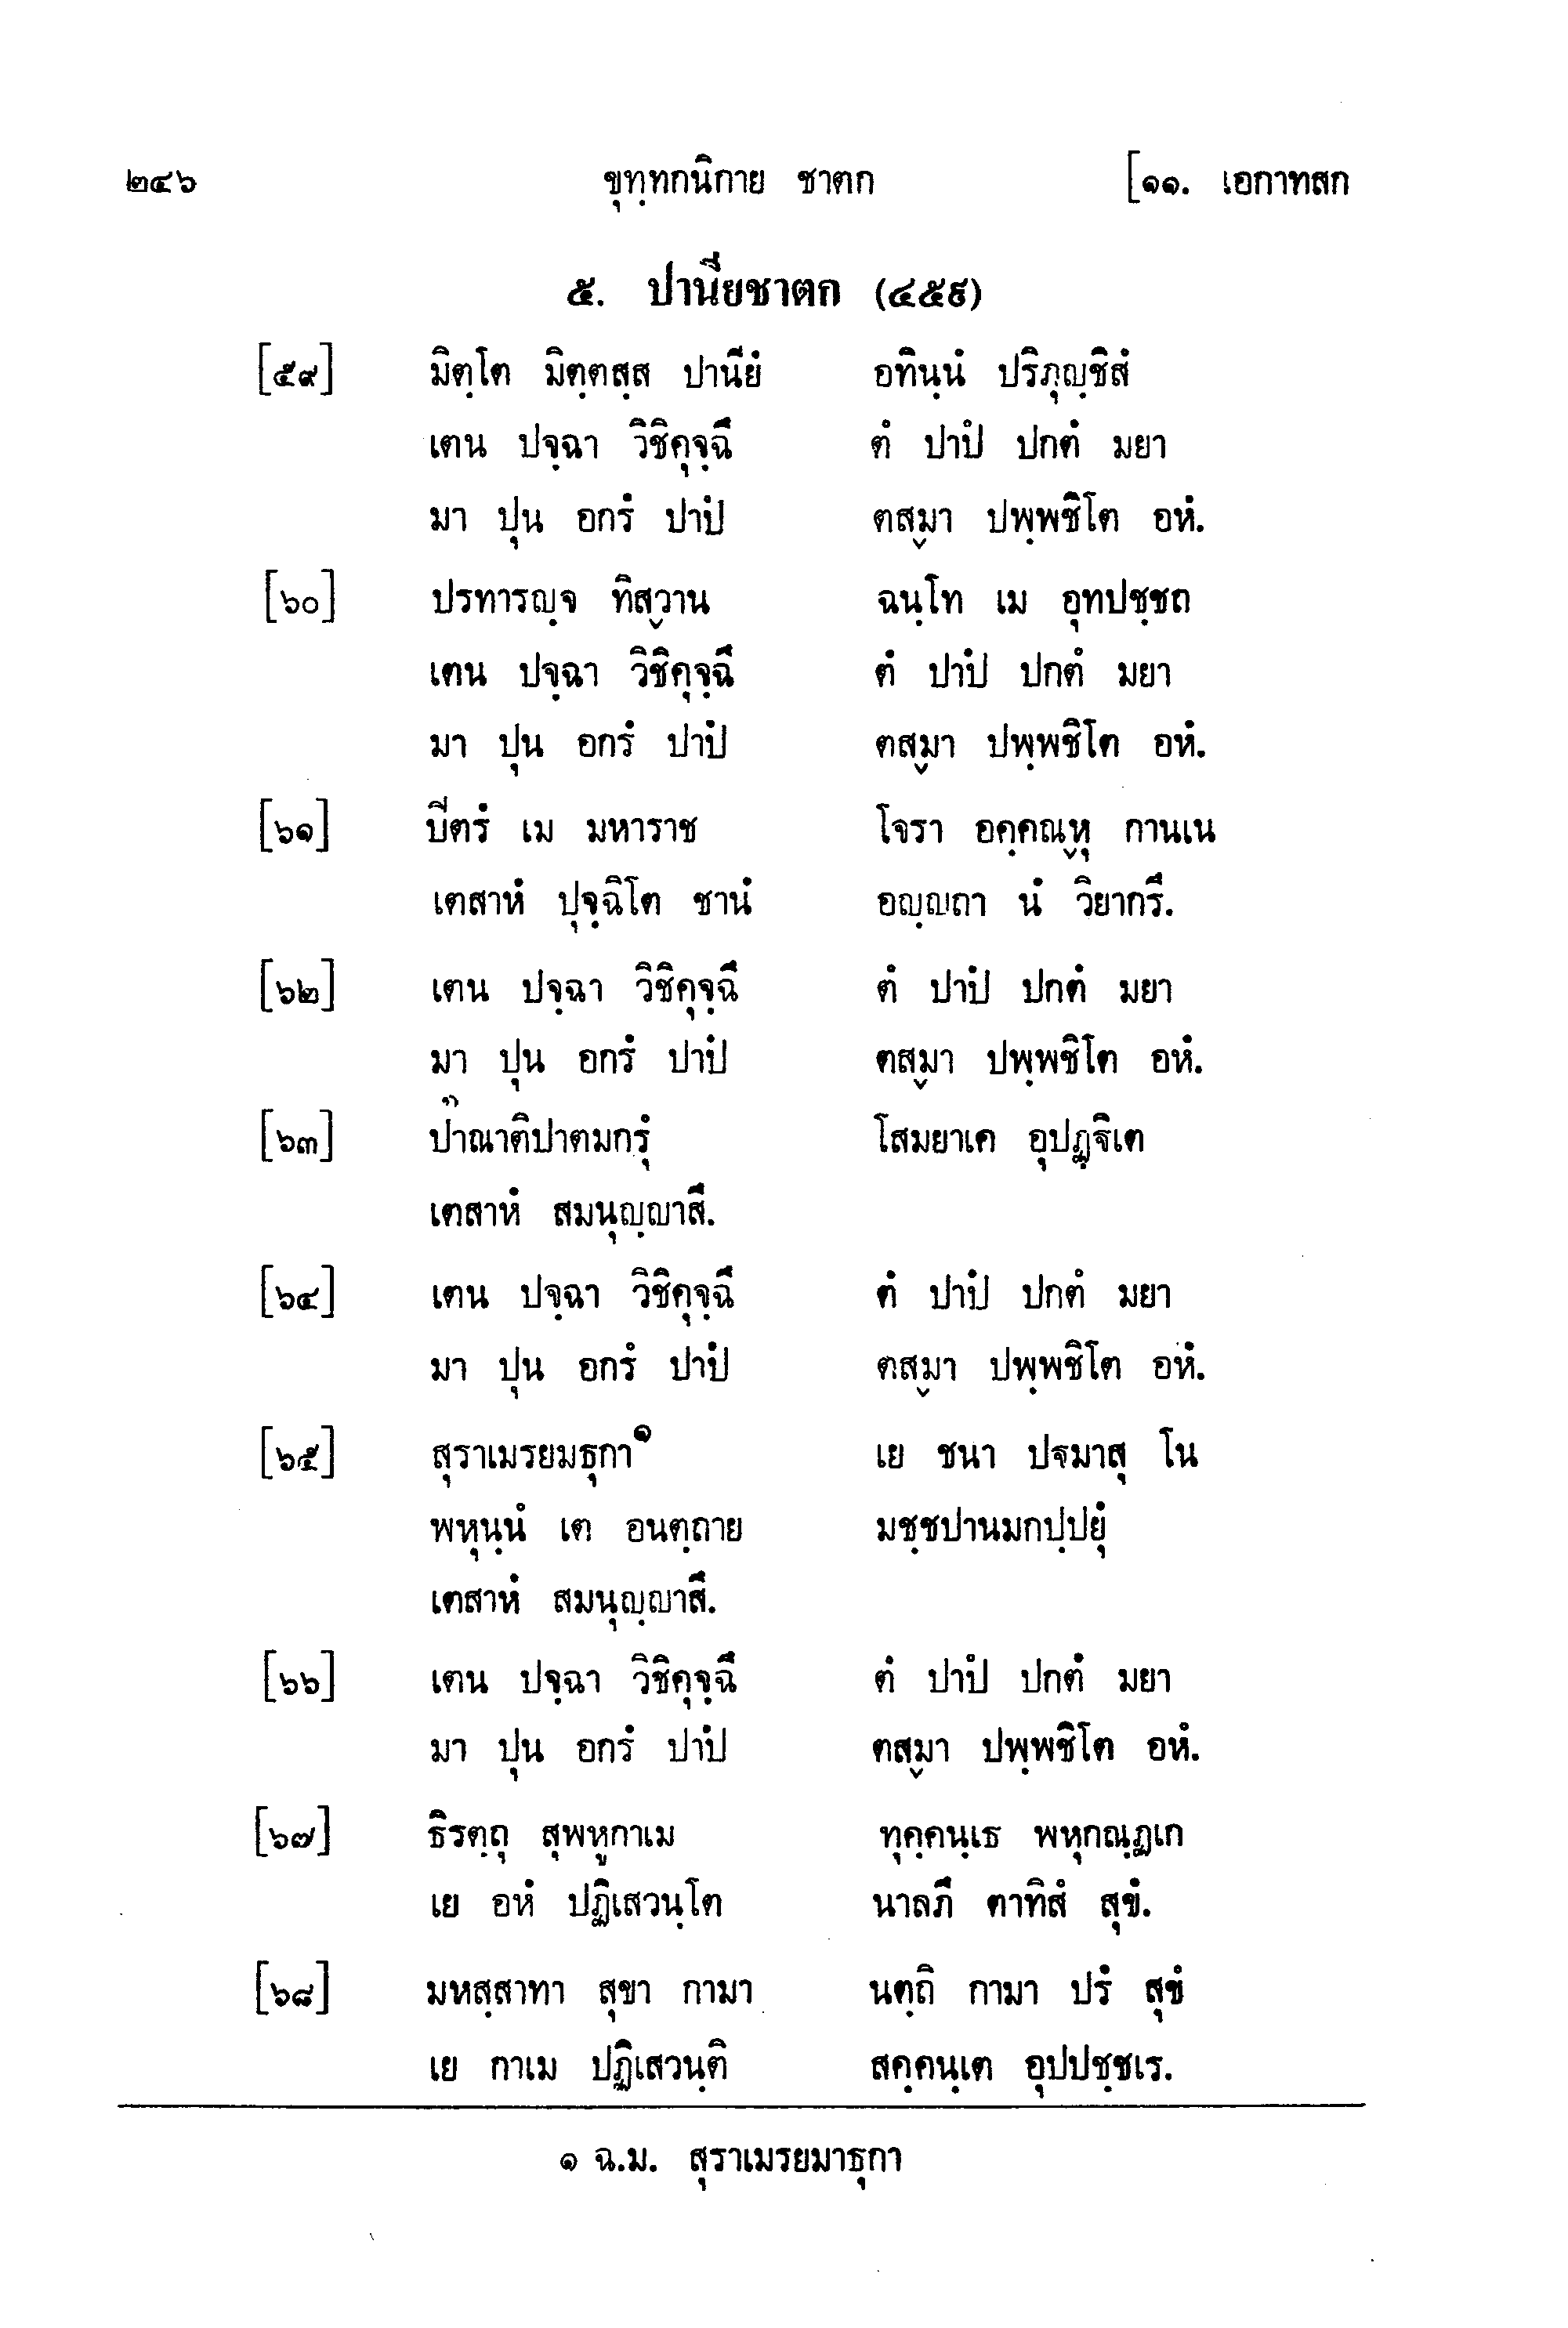 ๒๔๖ ขุทฺทกนิกาย ชาตก [๑๑. เอกาทสก
๕. ปานียชาตก (๔๕๙)
[๕๙] มิตฺโต มิตฺตสฺส ปานียํ อทินฺนํ ปริภุญฺชิสํ
เตน ปจฺฉา วิชิคุจฺฉึ ตํ ปาปํ ปกตํ มยา
มา ปุน อกรํ ปาปํ ตสฺมา ปพฺพชิโต อหํ.
[๖๐] ปรทารญฺจ ทิสฺวาน ฉนฺโท เม อุทปชฺชถ
เตน ปจฺฉา วิชิคุจฺฉึ ตํ ปาปํ ปกตํ มยา
มา ปุน อกรํ ปาปํ ตสฺมา ปพฺพชิโต อหํ.
[๖๑] ปีตรํ เม มหาราช โจรา อคฺคณฺหุ กานเน
เตสาหํ ปุจฺฉิโต ชานํ อญฺญถา นํ วิยากรึ.
[๖๒] เตน ปจฺฉา วิชิคุจฺฉึ ตํ ปาปํ ปกตํ มยา
มา ปุน อกรํ ปาปํ ตสฺมา ปพฺพชิโต อหํ.
[๖๓] ปาณาติปาตมกรุํ โสมยาเค อุปฏฺฐิเต
เตสาหํ สมนุญฺญาสึ.
[๖๔] เตน ปจฺฉา วิชิคุจฺฉึ ตํ ปาปํ ปกตํ มยา
มา ปุน อกรํ ปาปํ ตสฺมา ปพฺพชิโต อหํ.
[๖๕] สุราเมรยมธุกา๑ เย ชนา ปฐมาสุ โน
พหุนฺนํ เต อนตฺถาย มชฺชปานมกปฺปยุํ
เตสาหํ สมนุญฺญาสึ.
[๖๖] เตน ปจฺฉา วิชิคุจฺฉึ ตํ ปาปํ ปกตํ มยา
มา ปุน อกรํ ปาปํ ตสฺมา ปพฺพชิโต อหํ.
[๖๗] ธิรตฺถุ สุพหูกาเม ทุคฺคนฺเธ พหุกณฺฏเก
เย อหํ ปฏิเสวนฺโต นาลภึ ตาทิสํ สุขํ.
[๖๘] มหสฺสาทา สุขา กามา นตฺถิ กามา ปรํ สุขํ
เย กาเม ปฏิเสวนฺติ สคฺคนฺเต อุปปชฺชเร.
๑ ฉ.ม. สุราเมรยมาธุกา